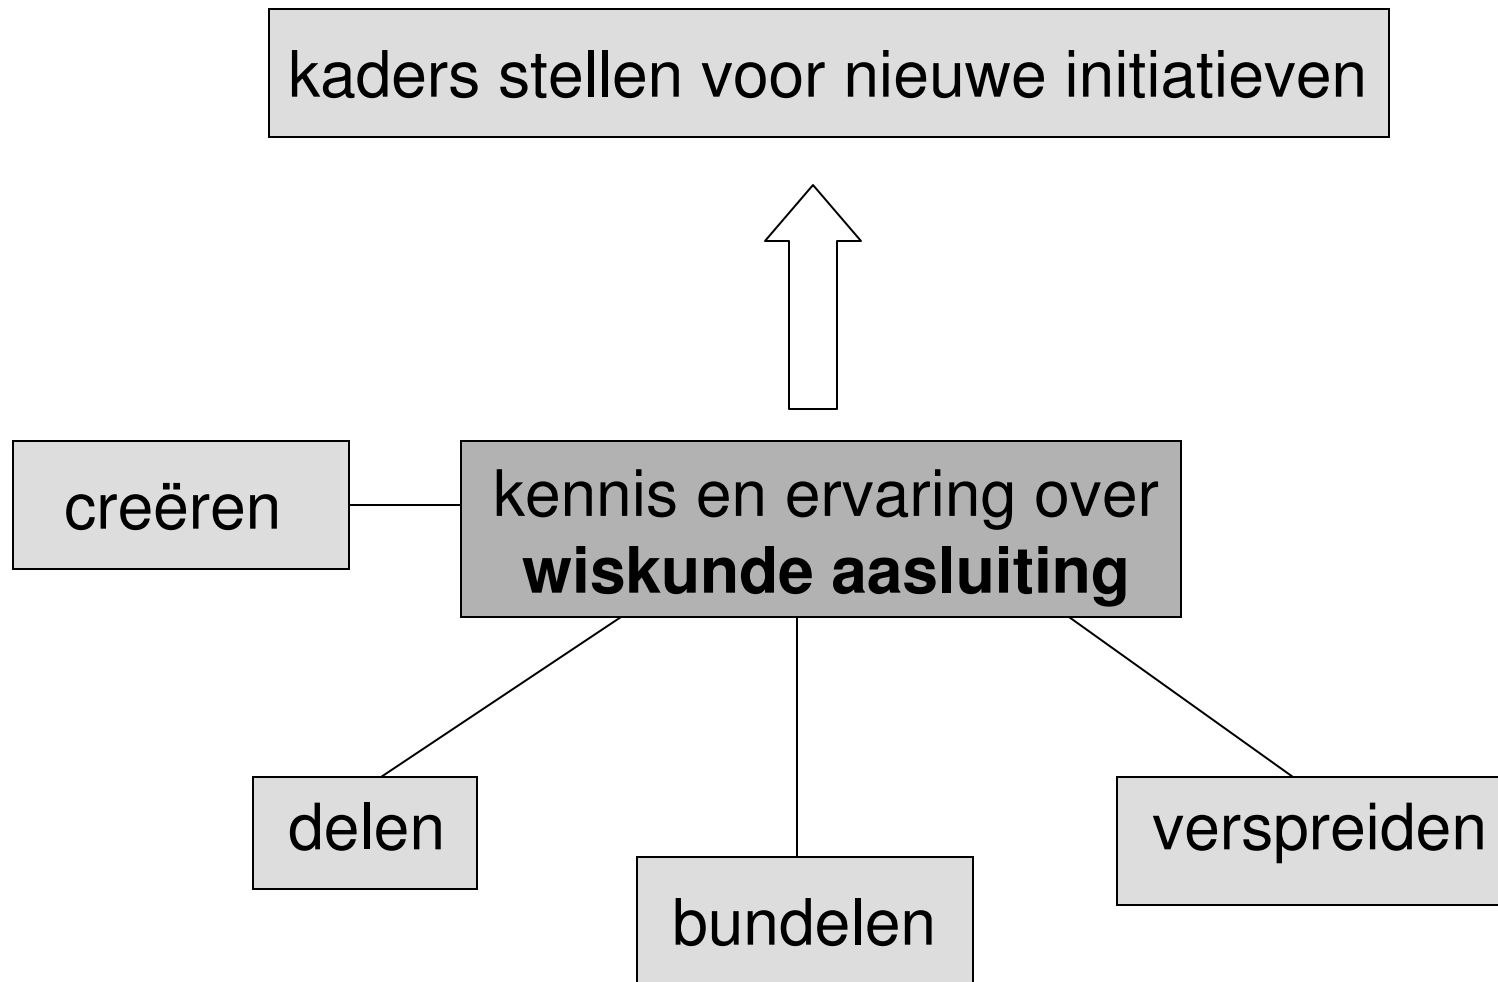 kaders stellen voor nieuwe initiatieven
creëren
kennis en ervaring over
wiskunde aasluiting
delen
verspreiden
bundelen